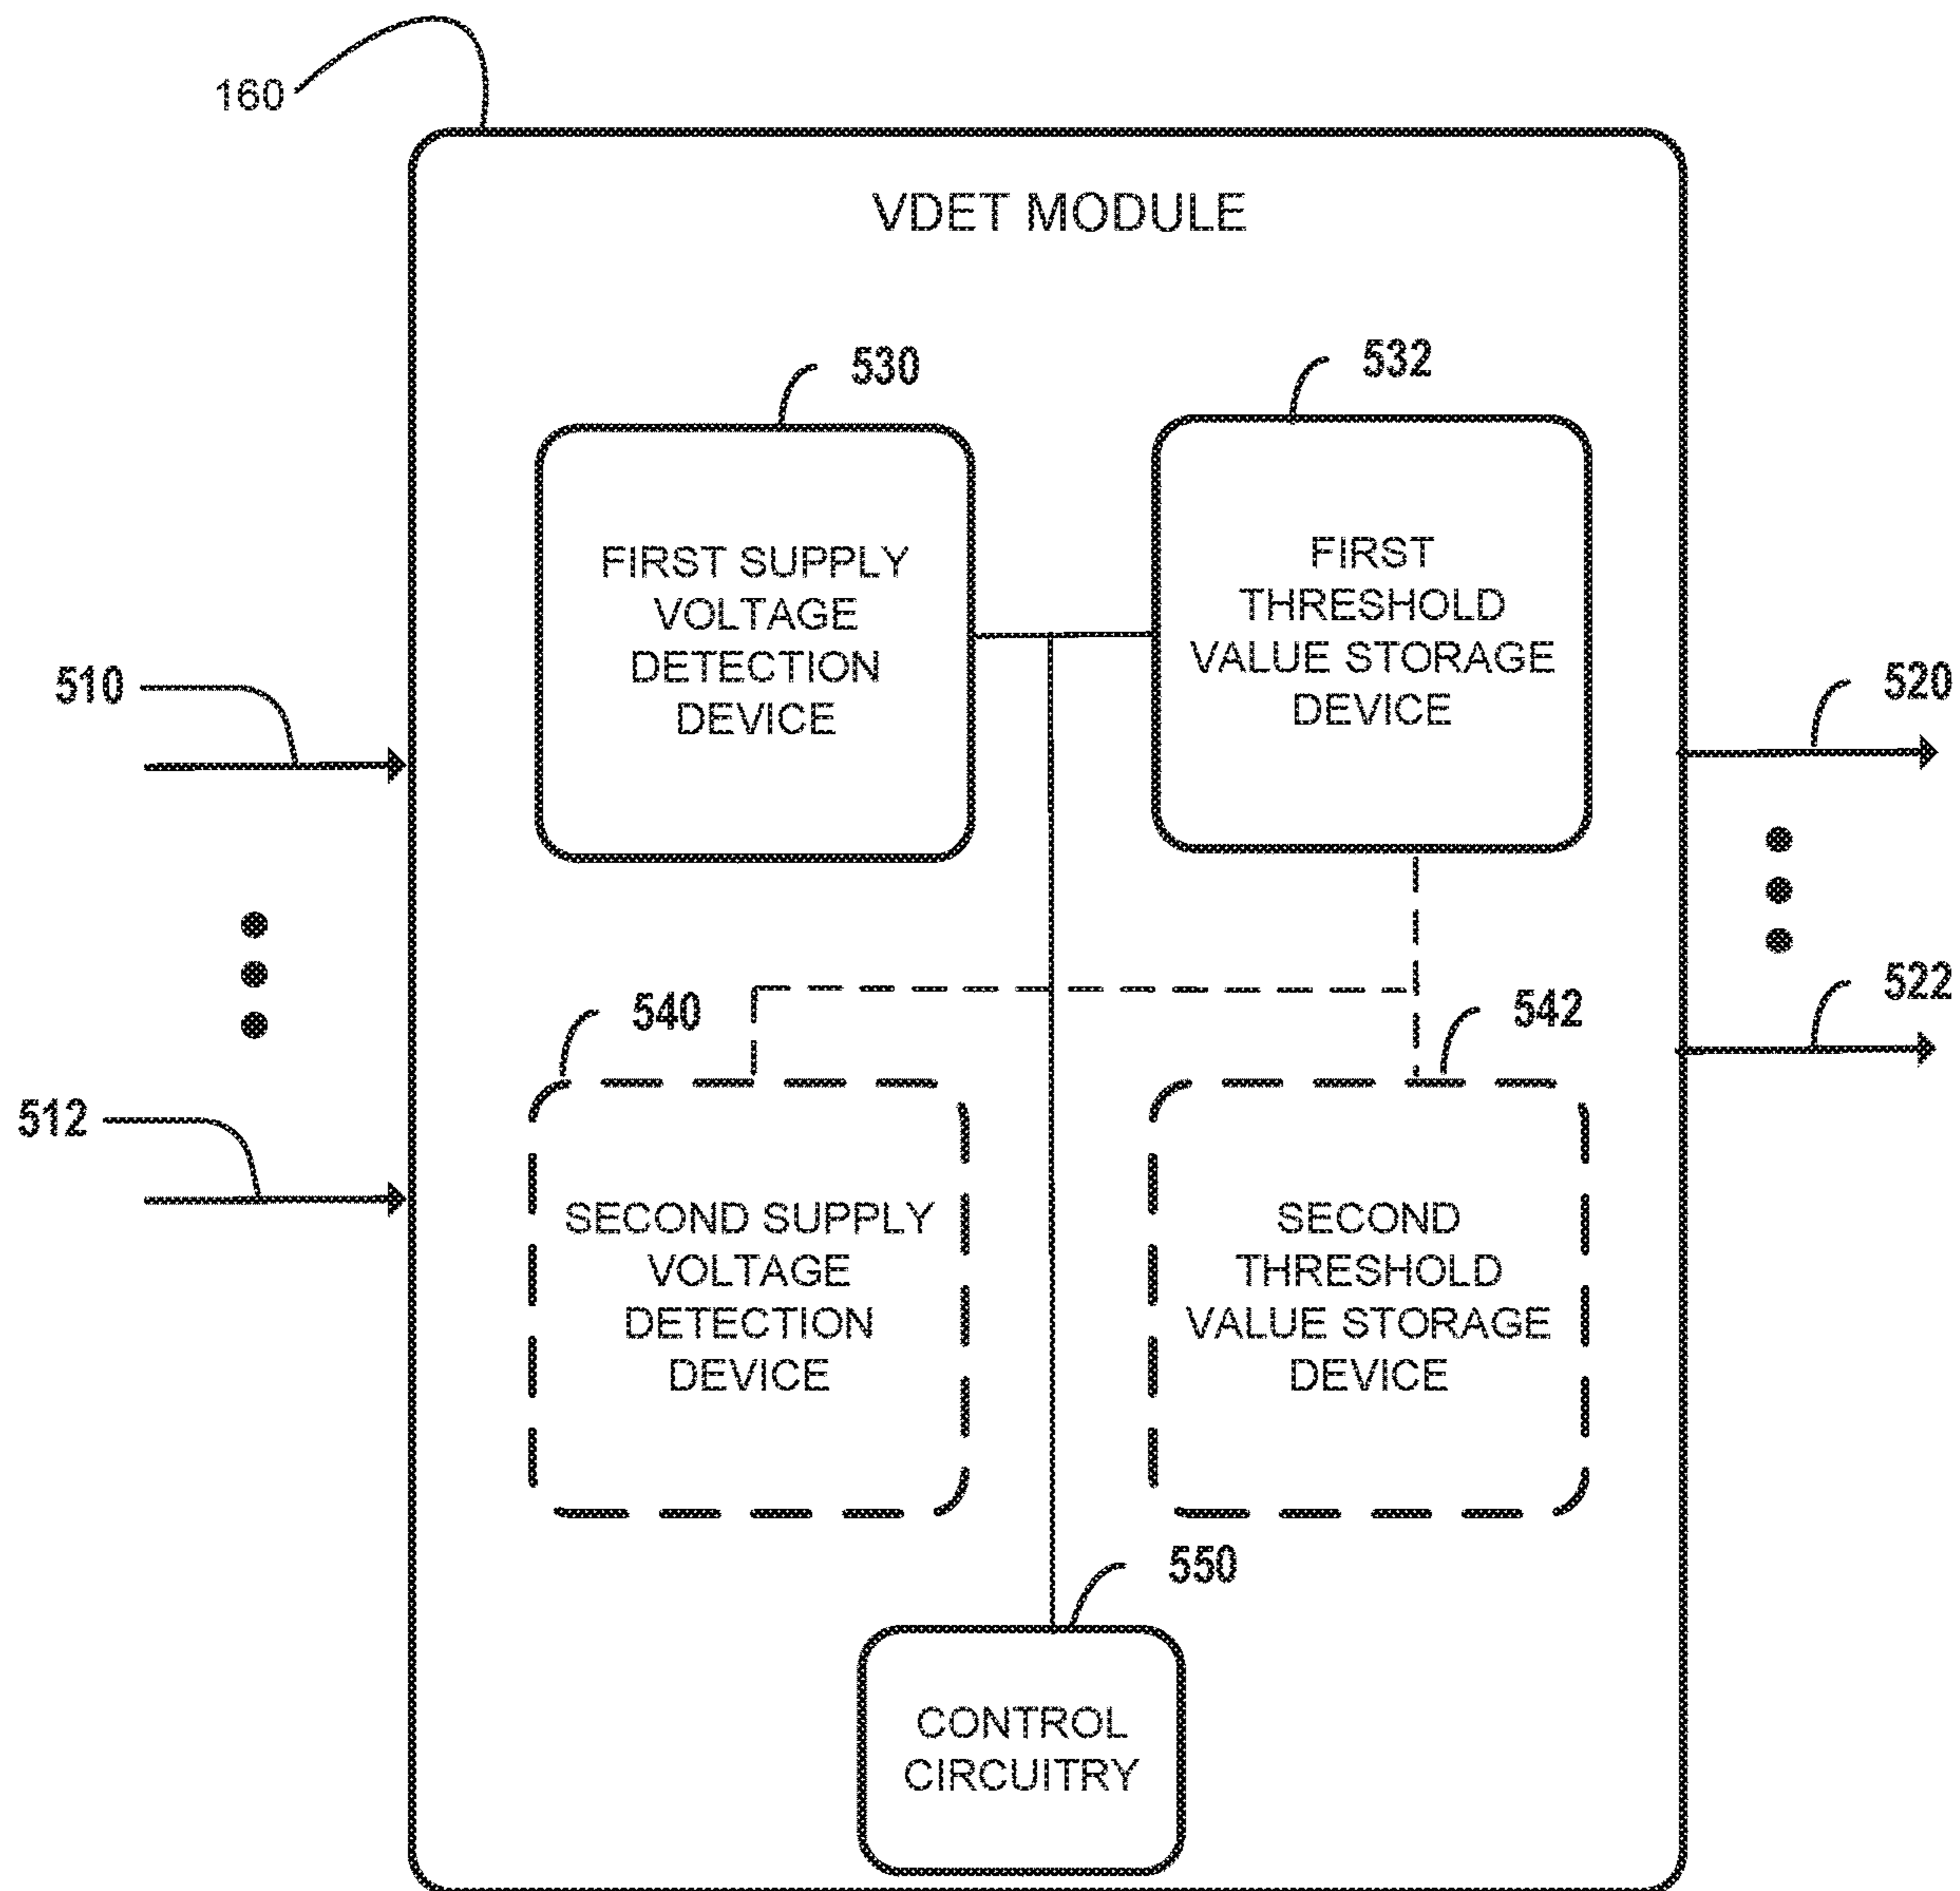 160
VDET MODULE
530
532
FIRST SUPPLY
VOLTAGE
DETECTION
DEVICE
FIRST
THRESHOLD
VALUE STORAGE
DEVICE
510
520
540
542
522
512
SECOND SUPPLY
VOLTAGE
DETECTION
DEVICE
SECOND
THRESHOLD
VALUE STORAGE
DEVICE
550
CONTROL
CIRCUITRY